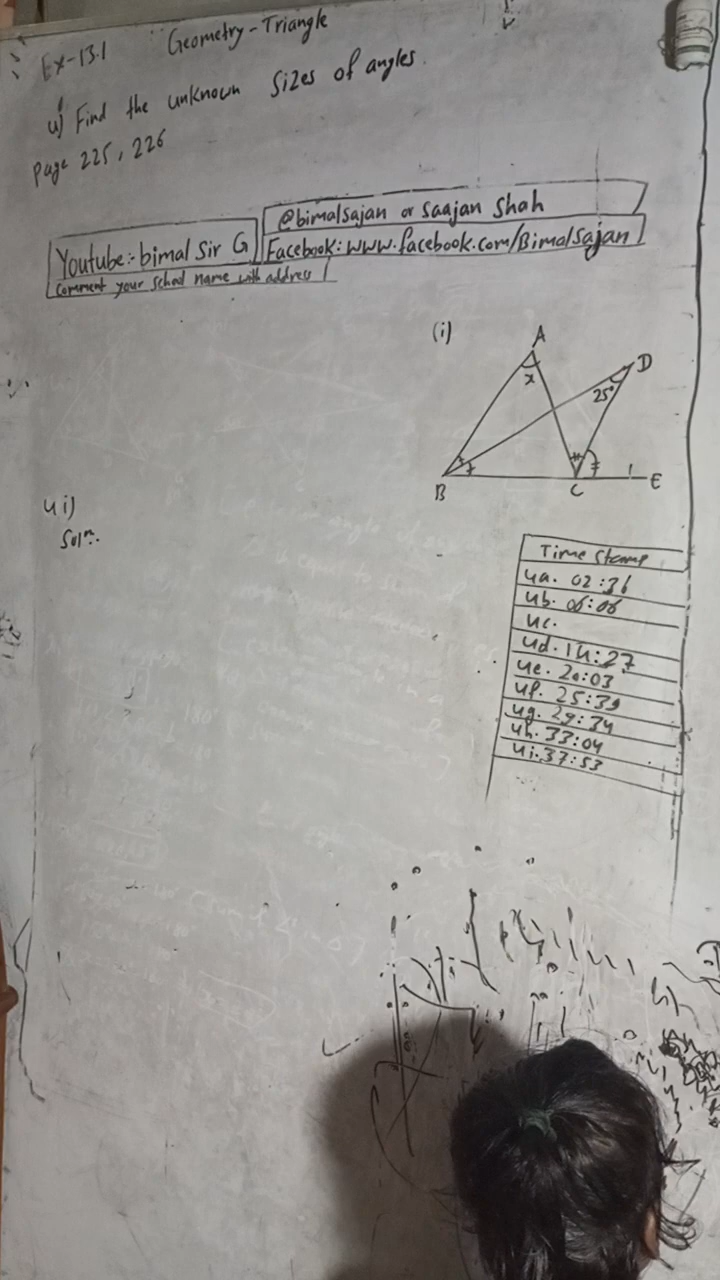 Ex-13.1 Geometry-Triangle
4) Find the unknown sizes of angles.
Page 225, 226
@bimalsajan or Saajan Shah
Youtube:- bimal Sir G
Facebook: www.facebook.com/Bimalsajan
Comment your school name with address!
(i)
A
x
D
25°
B
C
E
4 i)
Solⁿ:
Time Stamp
4a. 02:36
4b. 06:06
4c.
4d. 14:27
4e. 20:03
4f. 25:39
4g. 29:34
4h. 33:04
4i. 37:53